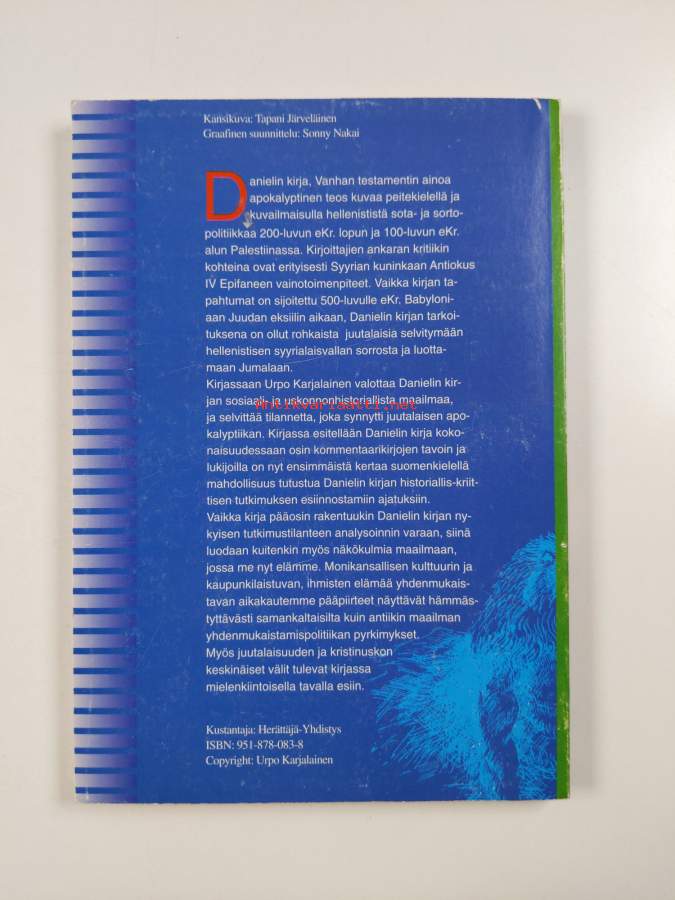 Kansikuva: Tapani Järveläinen
Graafinen suunnittelu: Sonny Nakai
Danielin kirja, Vanhan testamentin ainoa
apokalyptinen teos kuvaa peitekielellä ja
kuvailmaisulla hellenististä sota- ja sorto-
politiikkaa 200-luvun eKr. lopun ja 100-luvun eKr.
alun Palestiinassa. Kirjoittajien ankaran kritiikin
kohteina ovat erityisesti Syyrian kuninkaan Antiokus
IV Epifaneen vainotoimenpiteet. Vaikka kirjan ta-
pahtumat on sijoitettu 500-luvulle eKr. Babyloni-
aan Juudan eksiilin aikaan, Danielin kirjan tarkoi-
tuksena on ollut rohkaista juutalaisia selvitymään
hellenistisen syyrialaisvallan sorrosta ja luotta-
maan Jumalaan.
Kirjassaan Urpo Karjalainen valottaa Danielin kir-
jan sosiaali- ja uskonnonhistoriallista maailmaa,
Antikvariaatti.net
ja selvittää tilannetta, joka synnytti juutalaisen apo-
kalyptiikan. Kirjassa esitellään Danielin kirja koko-
naisuudessaan osin kommentaarikirjojen tavoin ja
lukijoilla on nyt ensimmäistä kertaa suomenkielellä
mahdollisuus tutustua Danielin kirjan historiallis-kriit-
tisen tutkimuksen esiinnostamiin ajatuksiin.
Vaikka kirja pääosin rakentuukin Danielin kirjan ny-
kyisen tutkimustilanteen analysoinnin varaan, siinä
luodaan kuitenkin myös näkökulmia maailmaan,
jossa me nyt elämme. Monikansallisen kulttuurin ja
kaupunkilaistuvan, ihmisten elämää yhdenmukais-
tavan aikakautemme pääpiirteet näyttävät hämmäs-
tyttävästi samankaltaisilta kuin antiikin maailman
yhdenmukaistamispolitiikan pyrkimykset.
Myös juutalaisuuden ja kristinuskon
keskinäiset välit tulevat kirjassa
mielenkiintoisella tavalla esiin.
Kustantaja: Herättäjä-Yhdistys
ISBN: 951-878-083-8
Copyright: Urpo Karjalainen